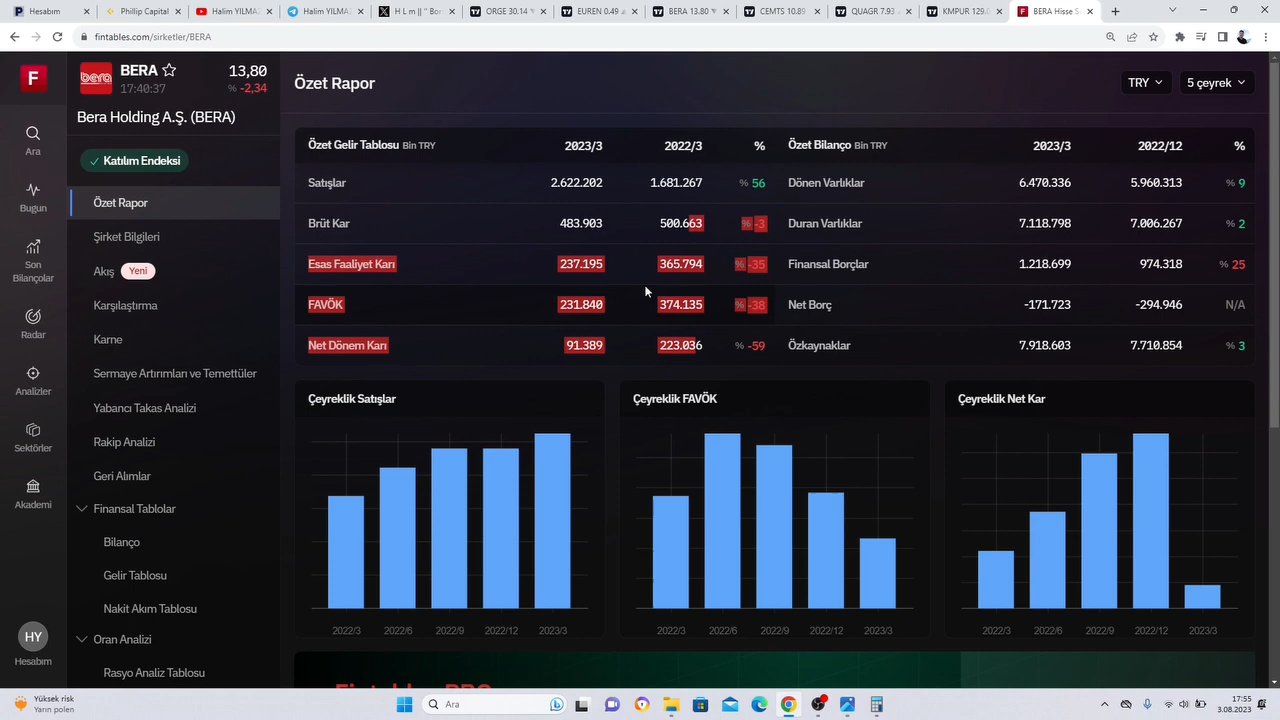 Hesabım
Phillip Capital
Halim YILMAZ
Halim YILMAZ
H L m || " Bor
ORGE 30.14
EUREN 0.49
BERA 13.80
CEMTS 10.89
QUAGR 7.93
KMPUR 129.0
BERA Hisse S
fintables.com/sirketler/BERA
F
bera
BERA
17:40:37
13,80
% -2,34
Bera Holding A.Ş. (BERA)
Katılım Endeksi
Ara
Bugun
Son
Bilançolar
Radar
Analizler
Sektörler
Akademi
HY
Hesabım
Özet Rapor
Şirket Bilgileri
Akış Yeni
Karşılaştırma
Karne
Sermaye Artırımları ve Temettüler
Yabancı Takas Analizi
Rakip Analizi
Geri Alımlar
Finansal Tablolar
Bilanço
Gelir Tablosu
Nakit Akım Tablosu
Oran Analizi
Rasyo Analiz Tablosu
Özet Rapor
TRY
5 çeyrek
Özet Gelir Tablosu Bin TRY 2023/3 2022/3 %
Satışlar 2.622.202 1.681.267 % 56
Brüt Kar 483.903 500.663 % -3
Esas Faaliyet Karı 237.195 365.794 % -35
FAVÖK 231.840 374.135 % -38
Net Dönem Karı 91.389 223.036 % -59
Özet Bilanço Bin TRY 2023/3 2022/12 %
Dönen Varlıklar 6.470.336 5.960.313 % 9
Duran Varlıklar 7.118.798 7.006.267 % 2
Finansal Borçlar 1.218.699 974.318 % 25
Net Borç -171.723 -294.946 N/A
Özkaynaklar 7.918.603 7.710.854 % 3
Çeyreklik Satışlar
2022/3 2022/6 2022/9 2022/12 2023/3
Çeyreklik FAVÖK
2022/3 2022/6 2022/9 2022/12 2023/3
Çeyreklik Net Kar
2022/3 2022/6 2022/9 2022/12 2023/3
Fintables PRO
Yüksek risk
Yarın polen
Ara
17:55
3.08.2023